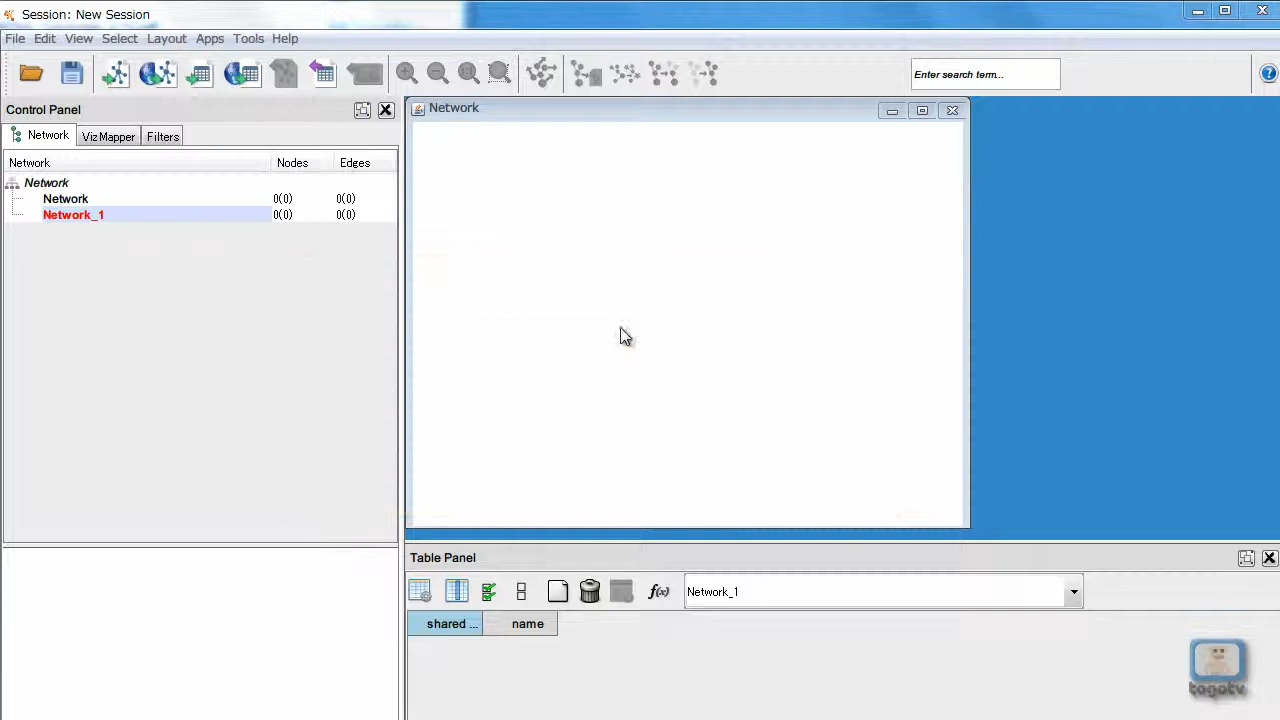 Session: New Session
File Edit View Select Layout Apps Tools Help
Enter search term...
Control Panel
Network
Network VizMapper Filters
Network Nodes Edges
Network
Network 0(0) 0(0)
Network_1 0(0) 0(0)
Table Panel
f(x) Network_1
shared ... name
togotv